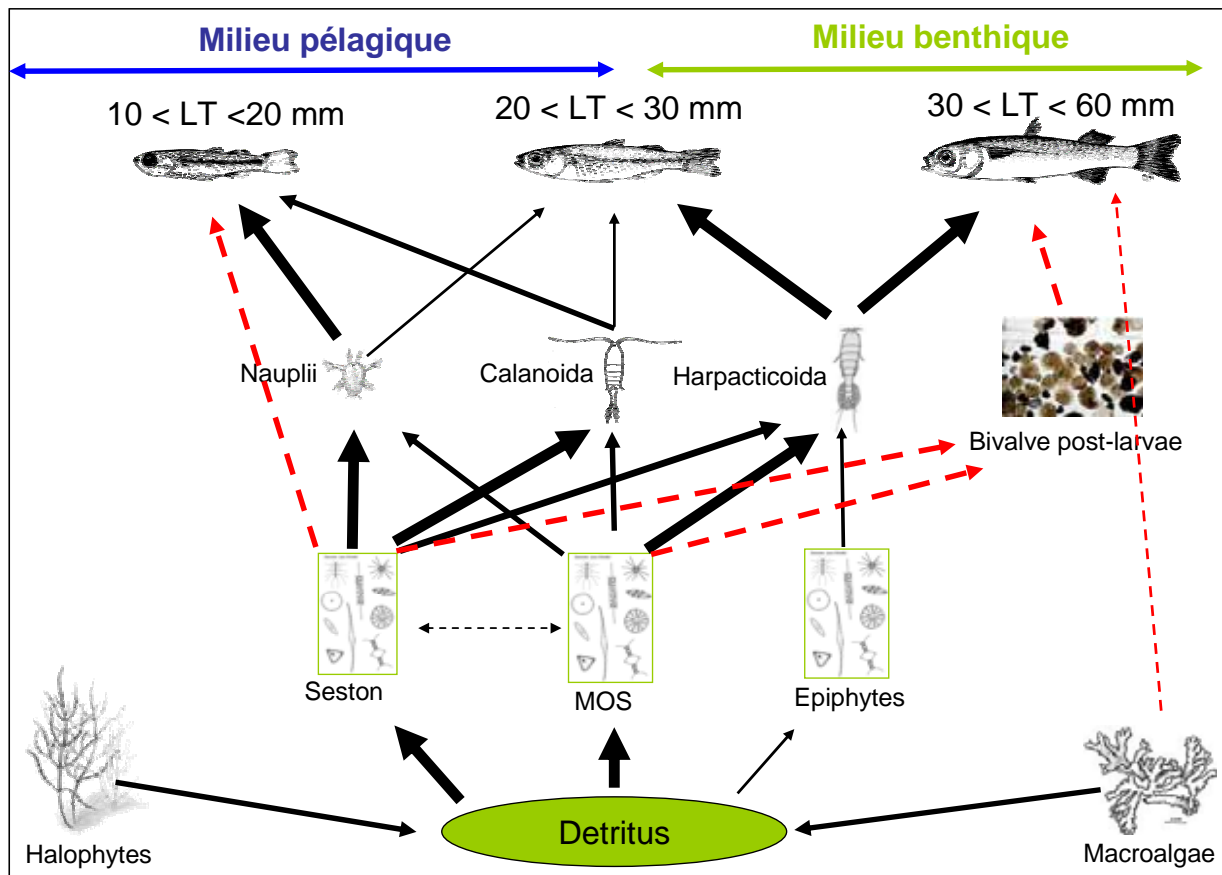 Milieu pélagique
Milieu benthique
10 < LT <20 mm
20 < LT < 30 mm
30 < LT < 60 mm
Nauplii
Calanoida
Harpacticoida
Bivalve post-larvae
Seston
MOS
Epiphytes
Halophytes
Detritus
Macroalgae